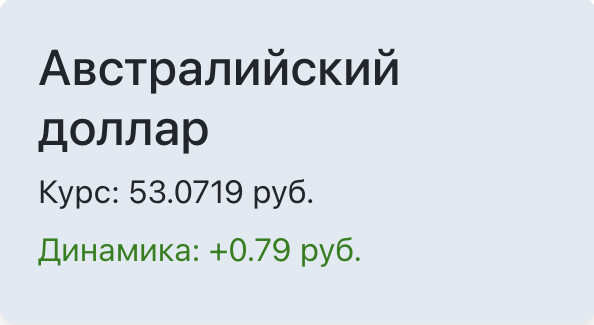 Австралийский
доллар
Курс: 53.0719 руб.
Динамика: +0.79 руб.